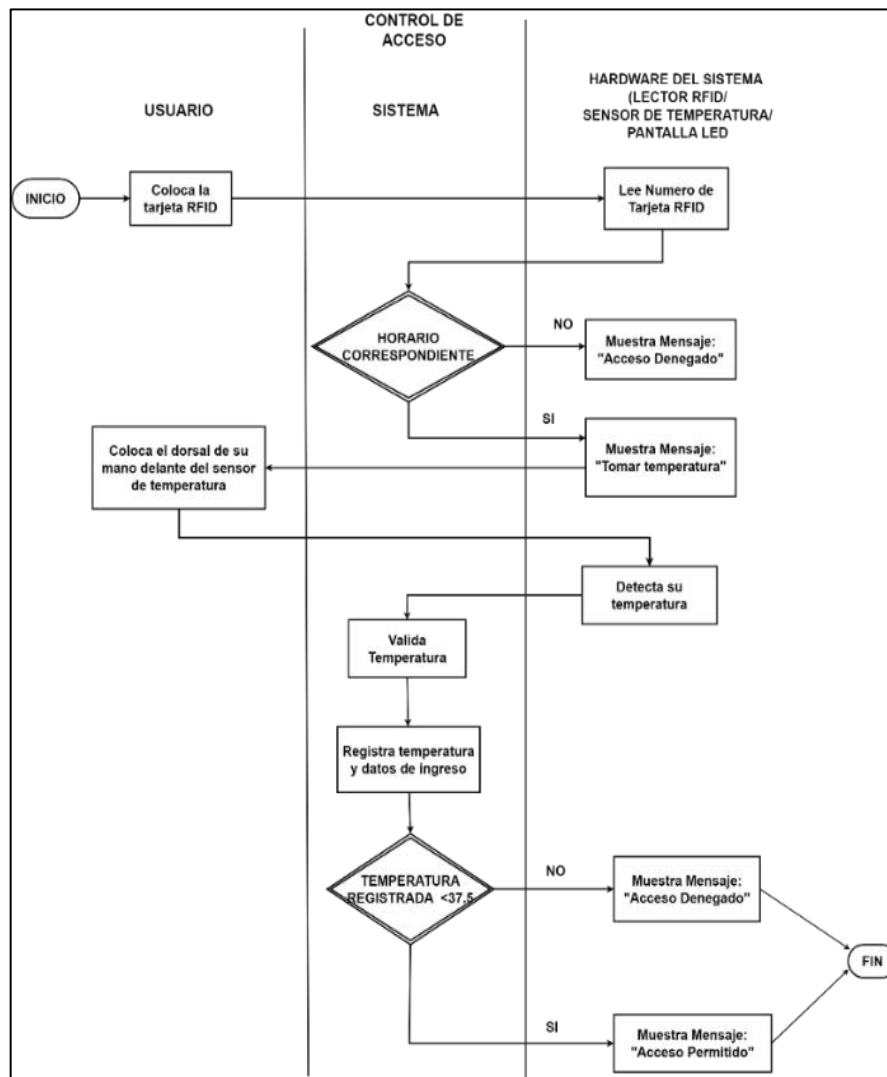 CONTROL DE
ACCESO
USUARIO
SISTEMA
HARDWARE DEL SISTEMA
(LECTOR RFID/
SENSOR DE TEMPERATURA/
PANTALLA LED
INICIO
Coloca la
tarjeta RFID
Lee Numero de
Tarjeta RFID
HORARIO
CORRESPONDIENTE
NO
Muestra Mensaje:
"Acceso Denegado"
SI
Muestra Mensaje:
"Tomar temperatura"
Coloca el dorsal de su
mano delante del sensor
de temperatura
Detecta su
temperatura
Valida
Temperatura
Registra temperatura
y datos de ingreso
TEMPERATURA
REGISTRADA <37.5
NO
Muestra Mensaje:
"Acceso Denegado"
FIN
SI
Muestra Mensaje:
"Acceso Permitido"